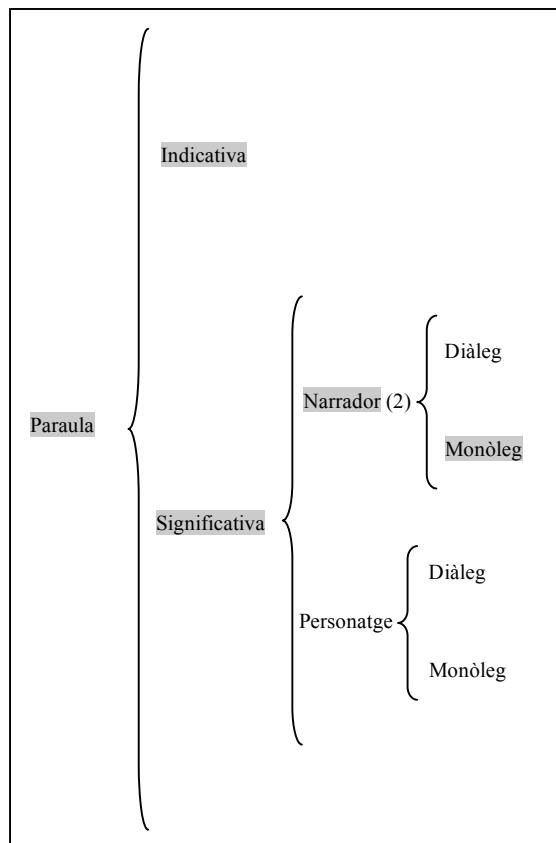 Indicativa
Diàleg
Narrador (2)
Paraula
Monòleg
Significativa
Diàleg
Personatge
Monòleg